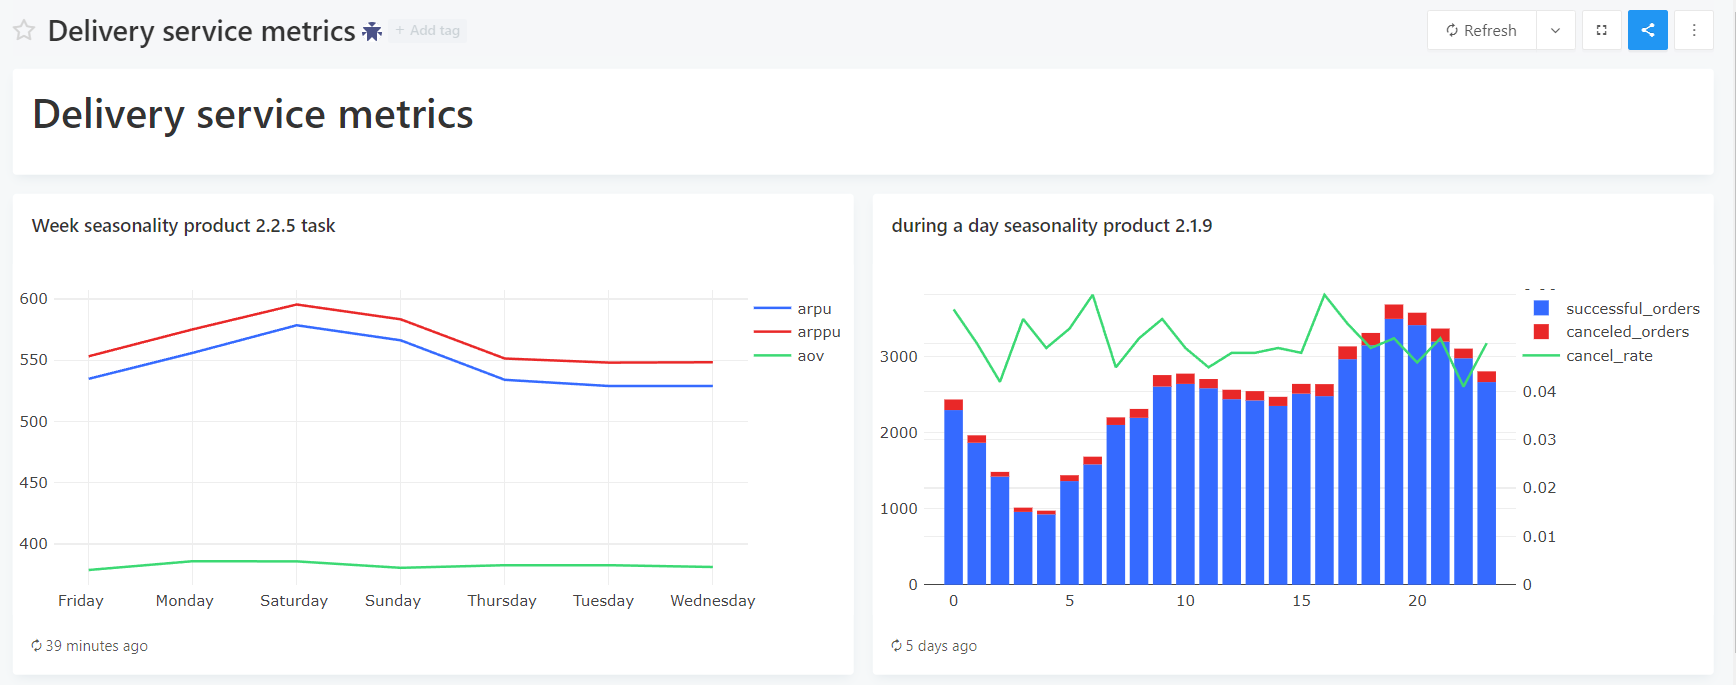 Delivery service metrics + Add tag Refresh
Delivery service metrics
Week seasonality product 2.2.5 task
600
550
500
450
400
Friday Monday Saturday Sunday Thursday Tuesday Wednesday
arpu
arppu
aov
39 minutes ago
during a day seasonality product 2.1.9
3000
2000
1000
0
0 5 10 15 20
0.04
0.03
0.02
0.01
0
successful_orders
canceled_orders
cancel_rate
5 days ago